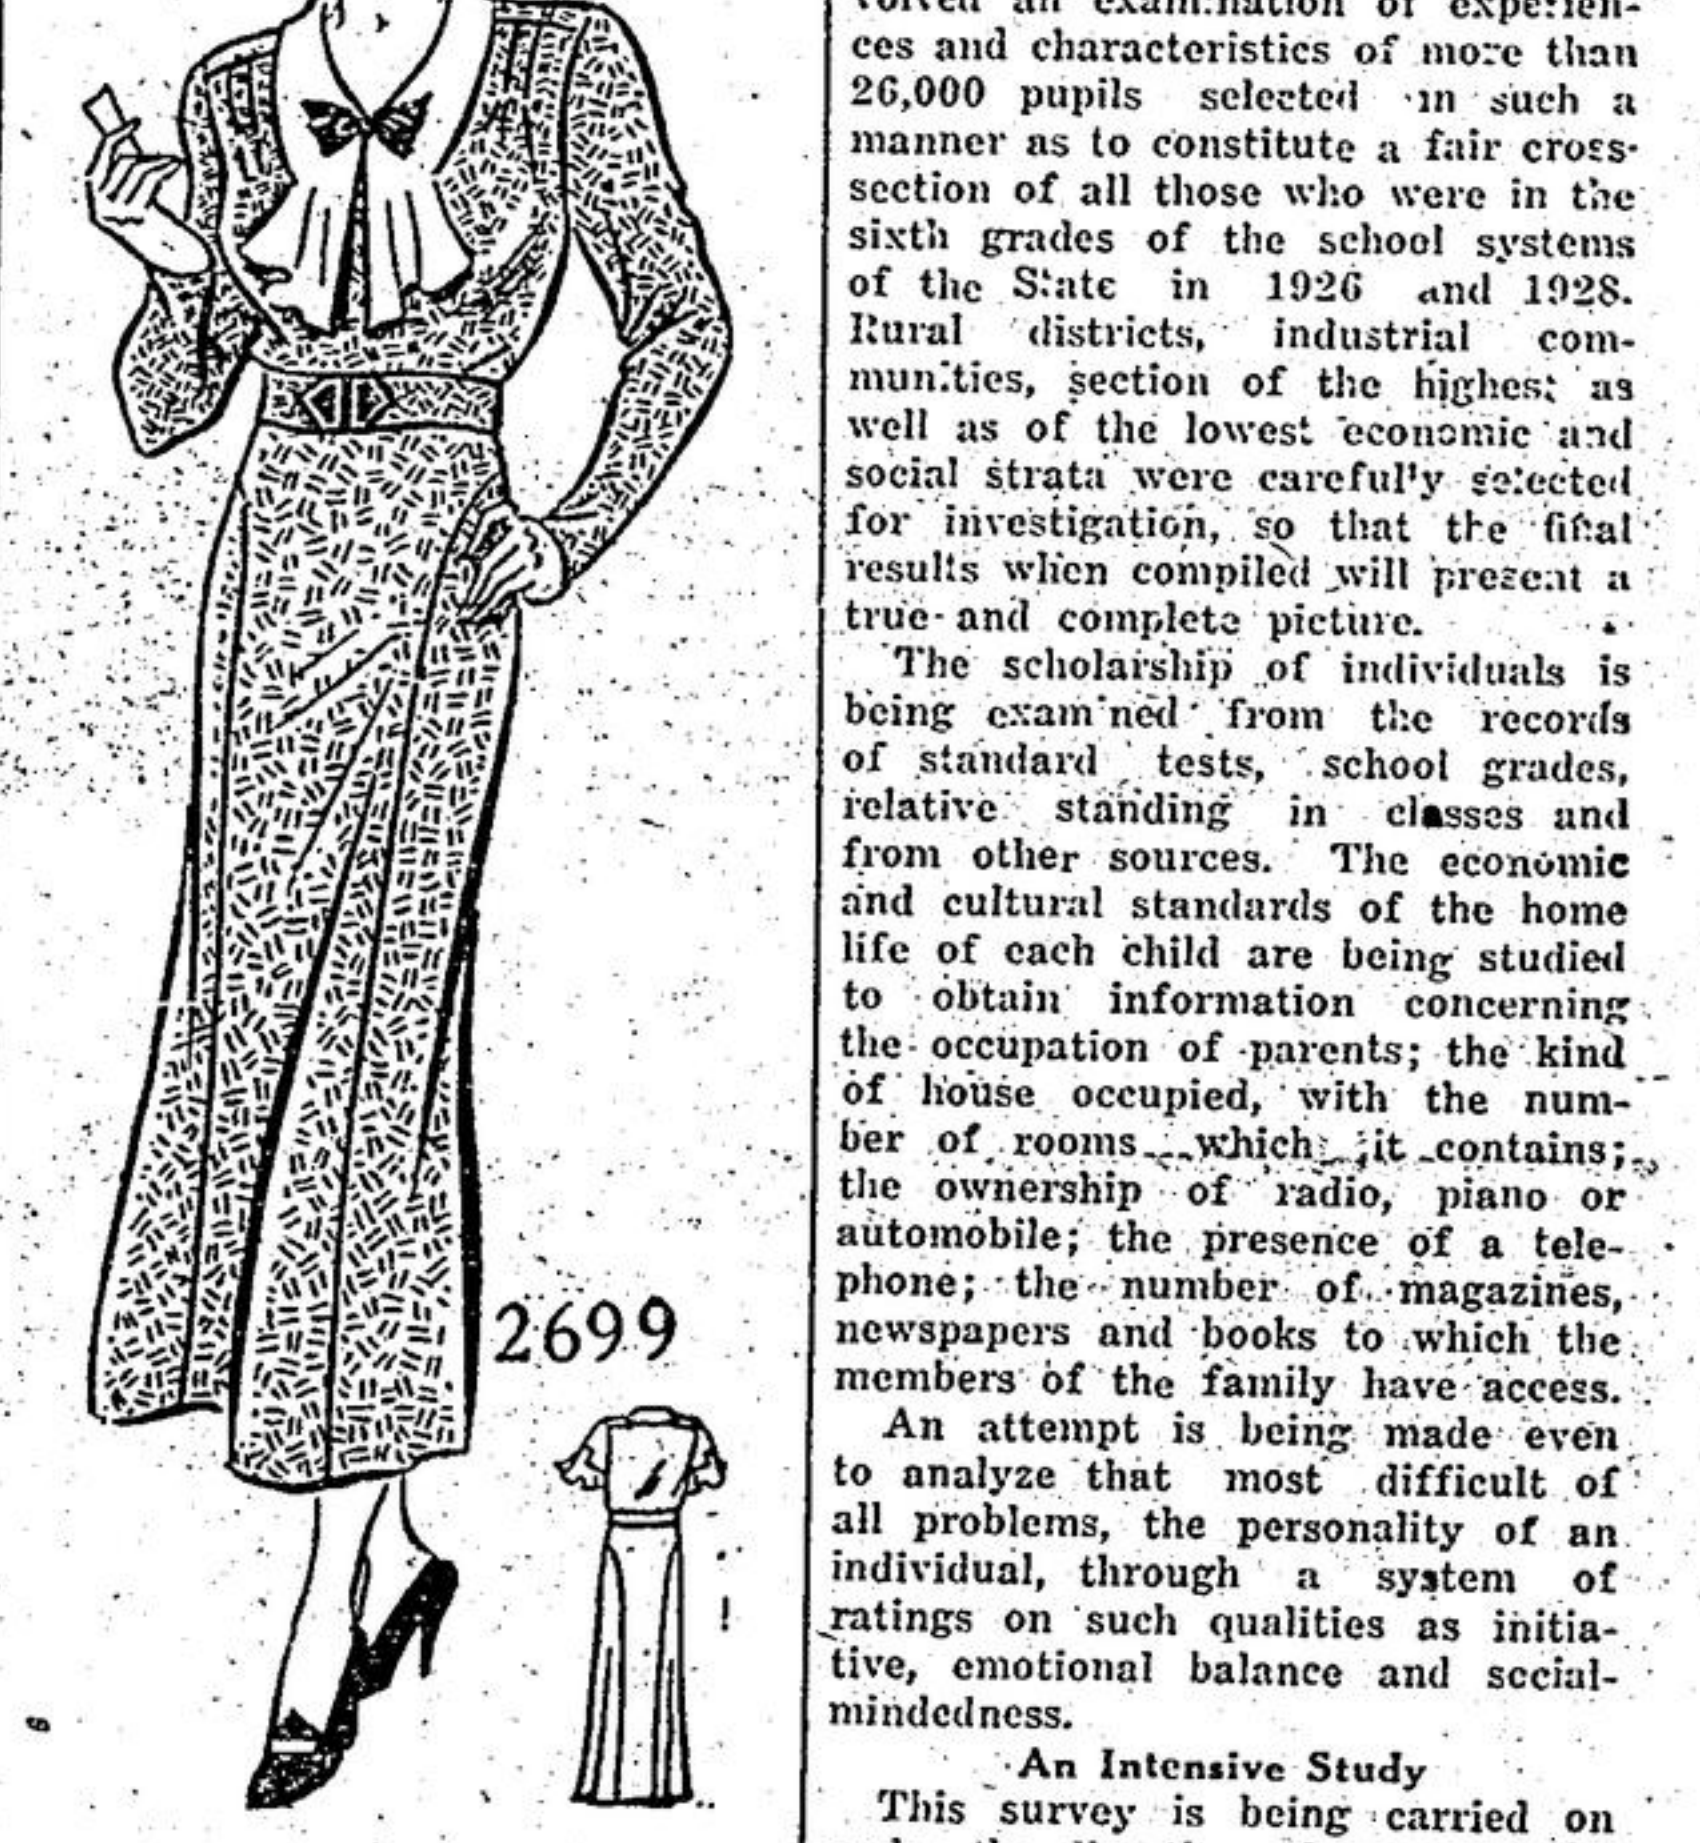 2699
volved an examination of experien-
ces and characteristics of more than
26,000 pupils selected in such a
manner as to constitute a fair cross-
section of all those who were in the
sixth grades of the school systems
of the State in 1926 and 1928.
Rural districts, industrial com-
munities, section of the highest as
well as of the lowest economic and
social strata were carefully selected
for investigation, so that the final
results when compiled will present a
true and complete picture.
The scholarship of individuals is
being examined from the records
of standard tests, school grades,
relative standing in classes and
from other sources. The economic
and cultural standards of the home
life of each child are being studied
to obtain information concerning
the occupation of parents; the kind
of house occupied, with the num-
ber of rooms which it contains;
the ownership of radio, piano or
automobile; the presence of a tele-
phone; the number of magazines,
newspapers and books to which the
members of the family have access.
An attempt is being made even
to analyze that most difficult of
all problems, the personality of an
individual, through a system of
ratings on such qualities as initia-
tive, emotional balance and social-
mindedness.
An Intensive Study
This survey is being carried on